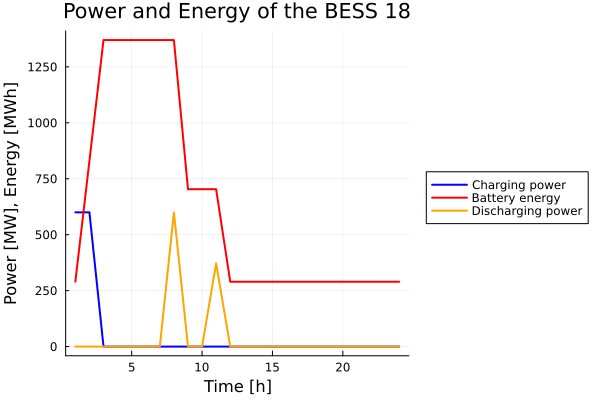 Power and Energy of the BESS 18
Power [MW], Energy [MWh]
1250
1000
750
500
250
0
5
10
15
20
Time [h]
Charging power
Battery energy
Discharging power